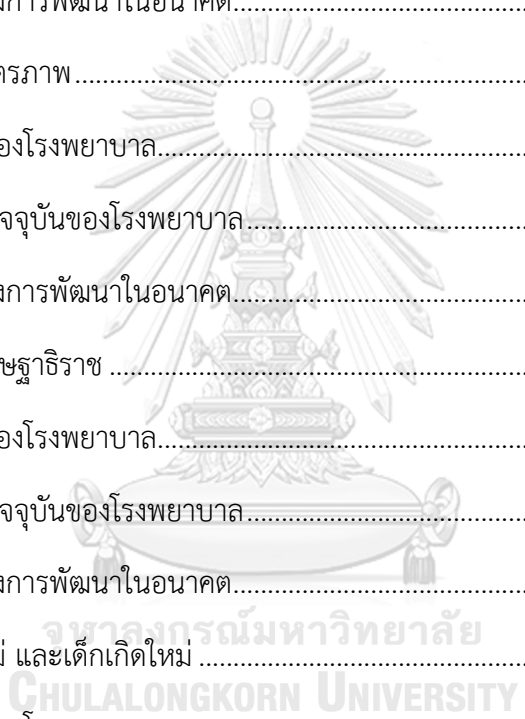 งการพัฒนาในอนาคต................................
ตรภาพ................................
องโรงพยาบาล................................
จจุบันของโรงพยาบาล................................
งการพัฒนาในอนาคต................................
ษฐาธิราช................................
องโรงพยาบาล................................
จจุบันของโรงพยาบาล................................
งการพัฒนาในอนาคต................................
จุฬาลงกรณ์มหาวิทยาลัย
ม่ และเด็กเกิดใหม่................................
CHULALONGKORN UNIVERSITY